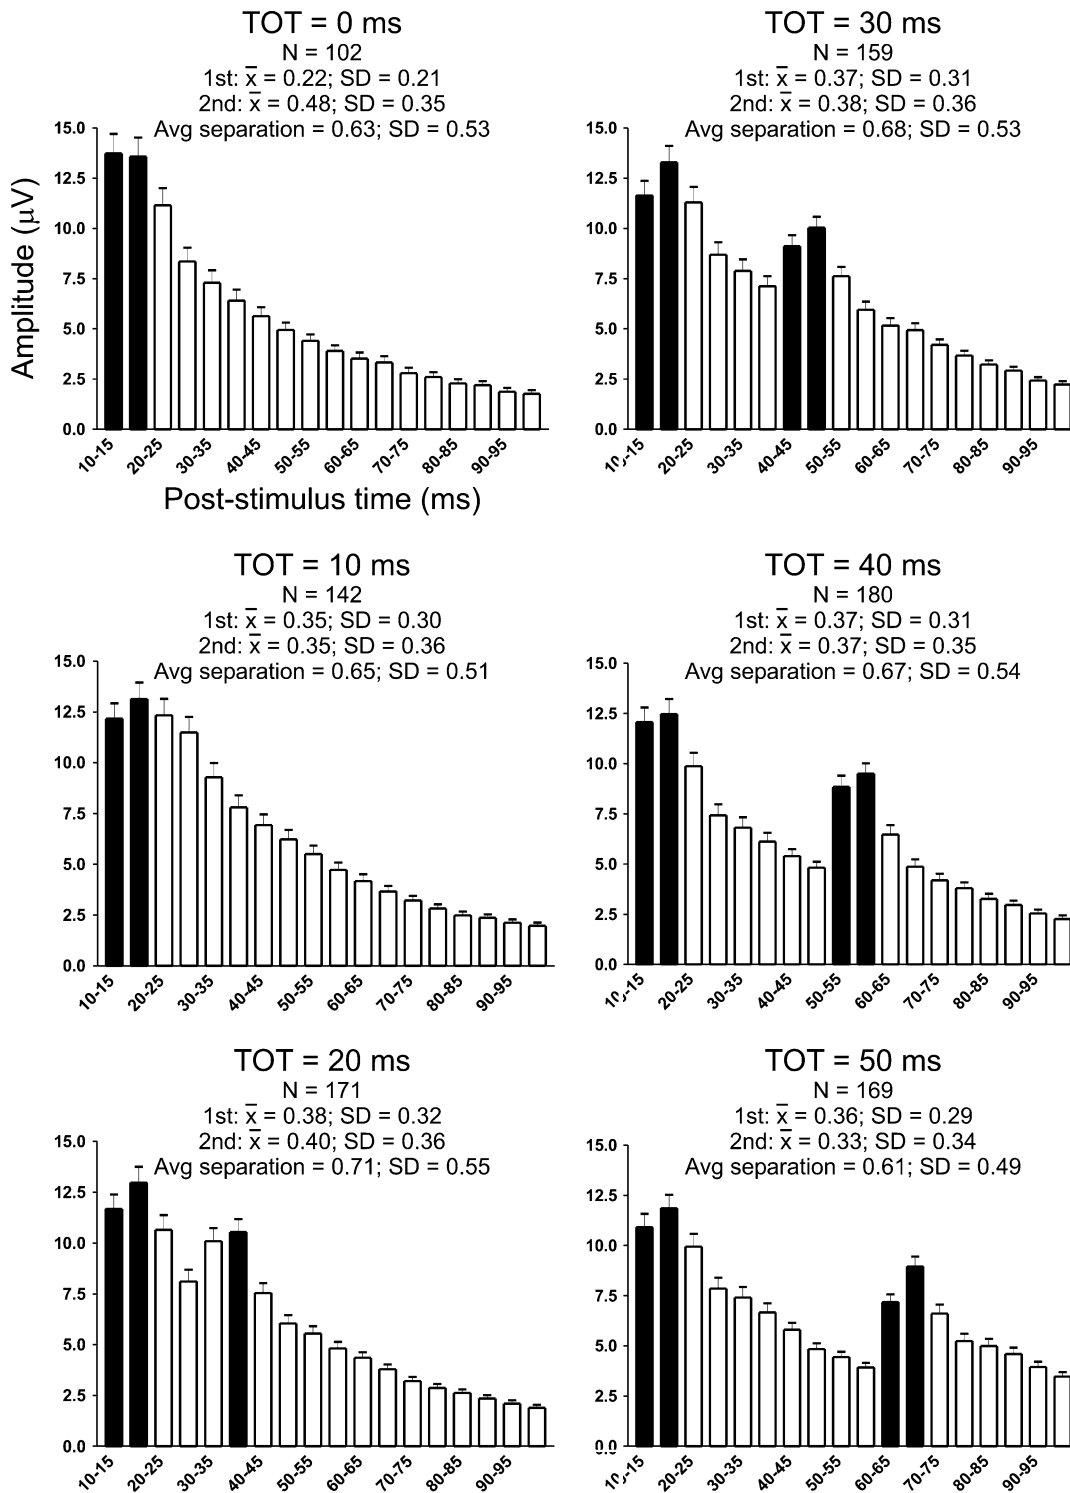 TOT = 0 ms
N = 102
1st: x̄ = 0.22; SD = 0.21
2nd: x̄ = 0.48; SD = 0.35
Avg separation = 0.63; SD = 0.53
Amplitude (μV)
15.0
12.5
10.0
7.5
5.0
2.5
0.0
10-15 20-25 30-35 40-45 50-55 60-65 70-75 80-85 90-95
Post-stimulus time (ms)
TOT = 30 ms
N = 159
1st: x̄ = 0.37; SD = 0.31
2nd: x̄ = 0.38; SD = 0.36
Avg separation = 0.68; SD = 0.53
15.0
12.5
10.0
7.5
5.0
2.5
0.0
10-15 20-25 30-35 40-45 50-55 60-65 70-75 80-85 90-95
TOT = 10 ms
N = 142
1st: x̄ = 0.35; SD = 0.30
2nd: x̄ = 0.35; SD = 0.36
Avg separation = 0.65; SD = 0.51
15.0
12.5
10.0
7.5
5.0
2.5
0.0
10-15 20-25 30-35 40-45 50-55 60-65 70-75 80-85 90-95
TOT = 40 ms
N = 180
1st: x̄ = 0.37; SD = 0.31
2nd: x̄ = 0.37; SD = 0.35
Avg separation = 0.67; SD = 0.54
15.0
12.5
10.0
7.5
5.0
2.5
0.0
10-15 20-25 30-35 40-45 50-55 60-65 70-75 80-85 90-95
TOT = 20 ms
N = 171
1st: x̄ = 0.38; SD = 0.32
2nd: x̄ = 0.40; SD = 0.36
Avg separation = 0.71; SD = 0.55
15.0
12.5
10.0
7.5
5.0
2.5
0.0
10-15 20-25 30-35 40-45 50-55 60-65 70-75 80-85 90-95
TOT = 50 ms
N = 169
1st: x̄ = 0.36; SD = 0.29
2nd: x̄ = 0.33; SD = 0.34
Avg separation = 0.61; SD = 0.49
15.0
12.5
10.0
7.5
5.0
2.5
0.0
10-15 20-25 30-35 40-45 50-55 60-65 70-75 80-85 90-95